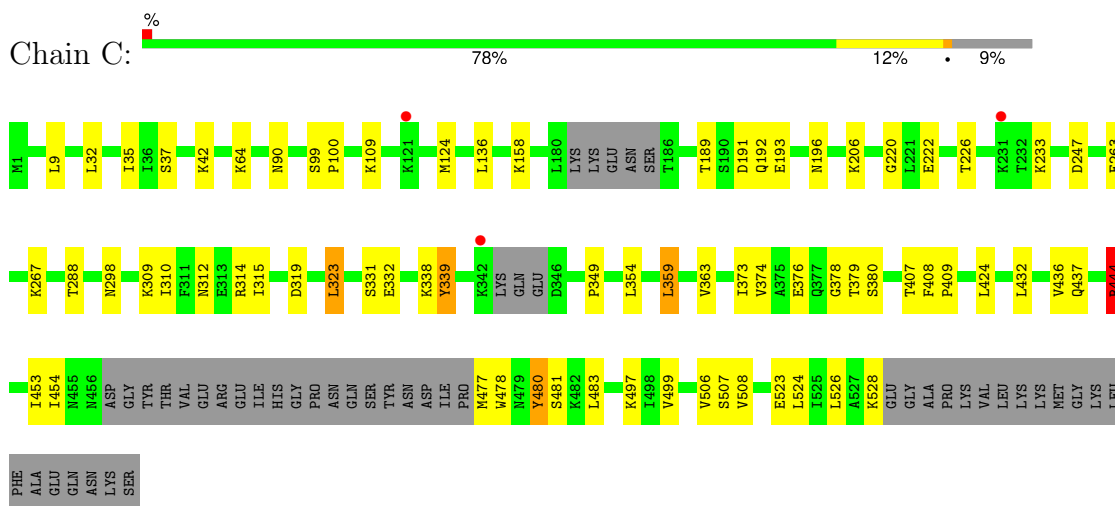 %
Chain C:
78% 12% • 9%
M1 L9 L32 I35 I36 S37 K42 K64 N90 S99 P100 K109 K121 M124 L136 K158 L180 LYS LYS GLU ASN SER T186 T189 S190 D191 Q192 E193 N196 K206 G220 L221 E222 T226 K231 T232 K233 D247
K267 T288 N298 K309 I310 F311 N312 E313 R314 I315 D319 L323 S331 E332 K338 Y339 K342 LYS GLN GLU D346 P349 L354 L359 V363 I373 V374 A375 E376 Q377 G378 T379 S380 T407 F408 P409 L424 L432 V436 Q437
I453 I454 N455 N456 ASP GLY TYR THR VAL GLU ARG GLU ILE HIS GLY PRO ASN GLN SER TYR ASN ASP ILE PRO M477 W478 N479 Y480 S481 K482 L483 K497 I498 V499 V506 S507 V508 E523 L524 I525 L526 A527 K528 GLU GLY ALA PRO LYS VAL LEU LYS LYS MET GLY LYS LEU
PHE ALA GLU GLN ASN LYS SER